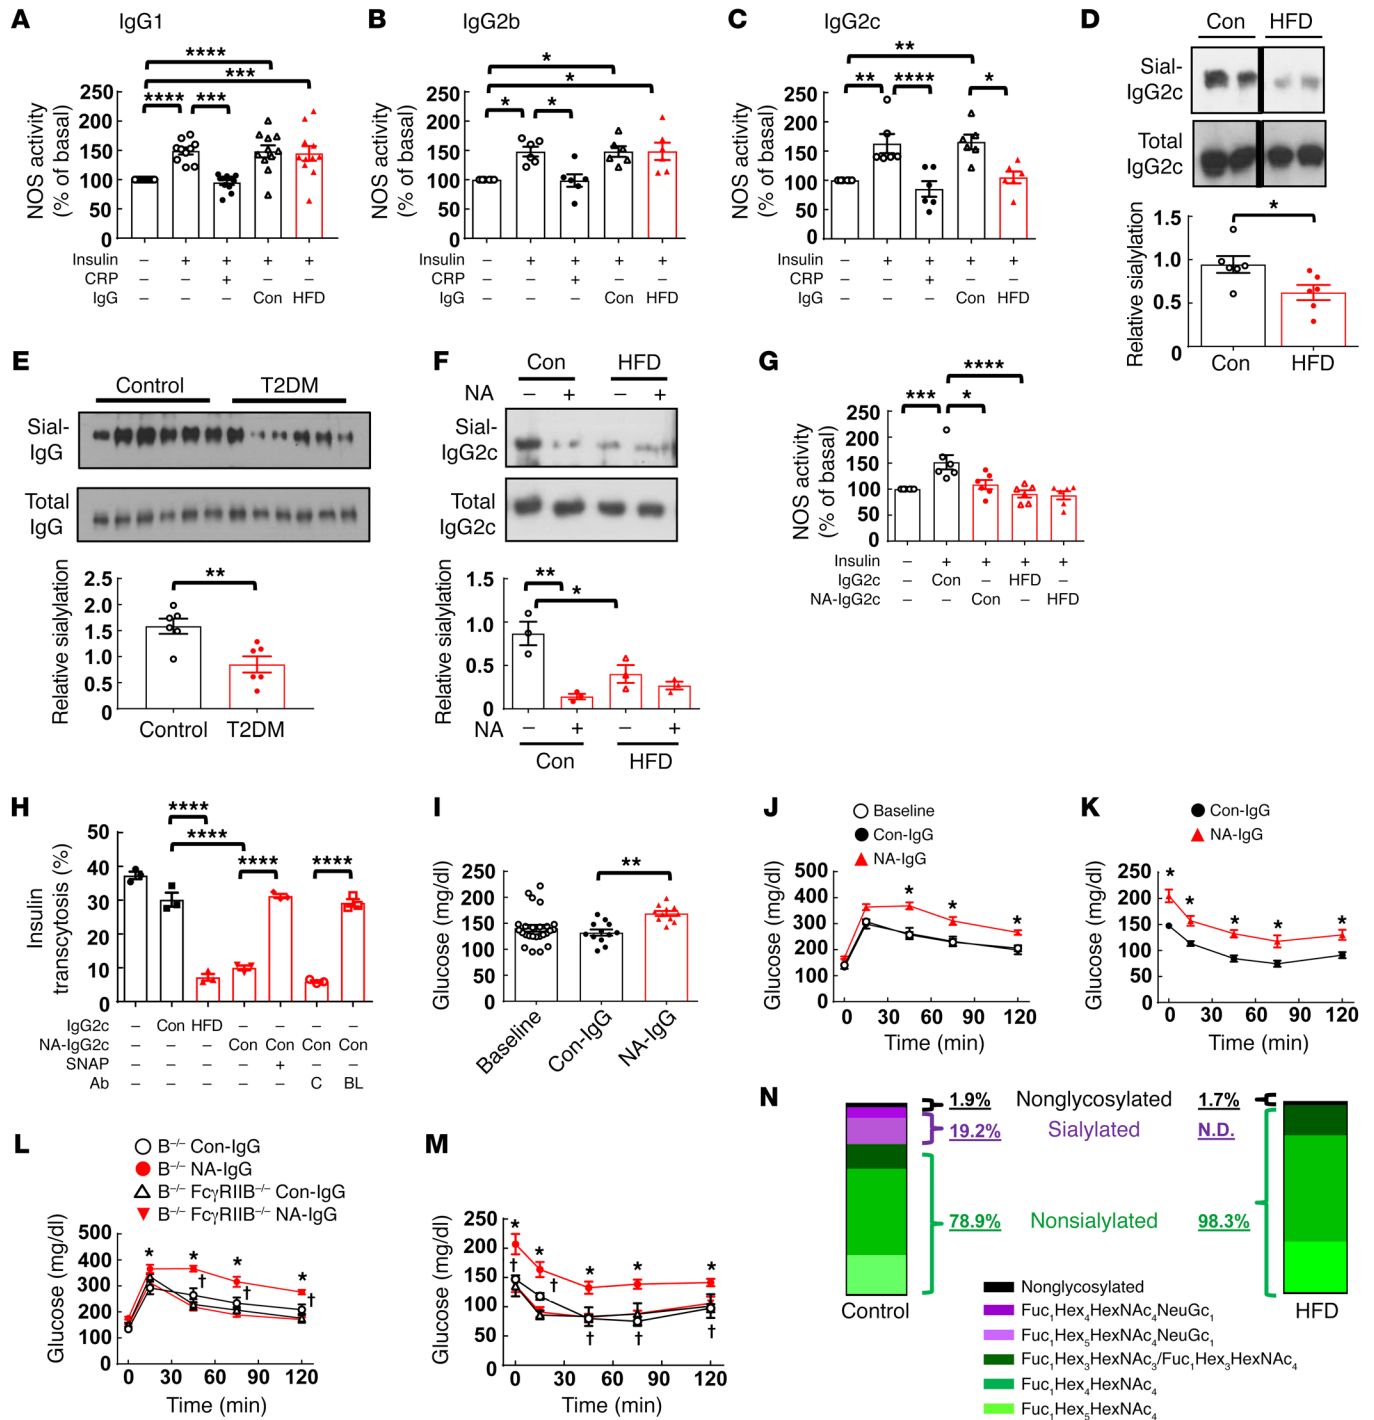 A IgG1
NOS activity
(% of basal)
250
200
150
100
50
0
**** ***
**** ***
Insulin – + + + +
CRP – – + – –
IgG – – – Con HFD
B IgG2b
NOS activity
(% of basal)
250
200
150
100
50
0
* *
* *
Insulin – + + + +
CRP – – + – –
IgG – – – Con HFD
C IgG2c
NOS activity
(% of basal)
250
200
150
100
50
0
**
** **** *
Insulin – + + + +
CRP – – + – –
IgG – – – Con HFD
D
Con HFD
Sial-
IgG2c
Total
IgG2c
Relative sialylation
1.5
1.0
0.5
0
*
Con HFD
E
Control T2DM
Sial-
IgG
Total
IgG
Relative sialylation
2.5
2.0
1.5
1.0
0.5
0
**
Control T2DM
F
Con HFD
NA – + – +
Sial-
IgG2c
Total
IgG2c
Relative sialylation
1.5
1.0
0.5
0
** *
NA – + – +
Con HFD
G
NOS activity
(% of basal)
250
200
150
100
50
0
****
*** *
Insulin – + + + +
IgG2c – Con – HFD –
NA-IgG2c – – Con – HFD
H
Insulin
transcytosis (%)
50
40
30
20
10
0
****
****
**** ****
IgG2c – Con HFD – – – –
NA-IgG2c – – – Con Con Con Con
SNAP – – – – + – –
Ab – – – – – C BL
I
Glucose (mg/dl)
250
200
150
100
50
0
**
Baseline
Con-IgG
NA-IgG
J
Baseline
Con-IgG
NA-IgG
Glucose (mg/dl)
500
400
300
200
100
0
* * *
0 30 60 90 120
Time (min)
K
Con-IgG
NA-IgG
Glucose (mg/dl)
250
200
150
100
50
0
* * * * *
0 30 60 90 120
Time (min)
L
B–/– Con-IgG
B–/– NA-IgG
B–/– FcγRIIB–/– Con-IgG
B–/– FcγRIIB–/– NA-IgG
Glucose (mg/dl)
500
400
300
200
100
0
* * * *
† † †
0 30 60 90 120
Time (min)
M
Glucose (mg/dl)
250
200
150
100
50
0
* * * * *
† † † † †
0 30 60 90 120
Time (min)
N
1.9% Nonglycosylated 1.7%
19.2% Sialylated N.D.
78.9% Nonsialylated 98.3%
Control HFD
Nonglycosylated
Fuc1Hex4HexNAc4NeuGc1
Fuc1Hex5HexNAc4NeuGc1
Fuc1Hex3HexNAc3/Fuc1Hex3HexNAc4
Fuc1Hex4HexNAc4
Fuc1Hex5HexNAc4